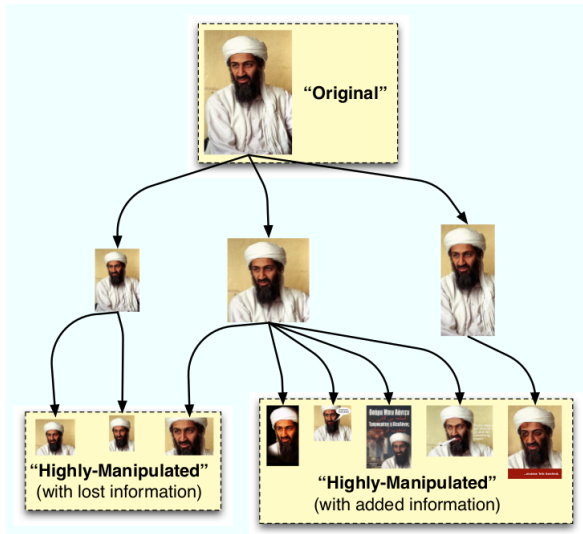 “Original”
“Highly-Manipulated”
(with lost information)
“Highly-Manipulated”
(with added information)